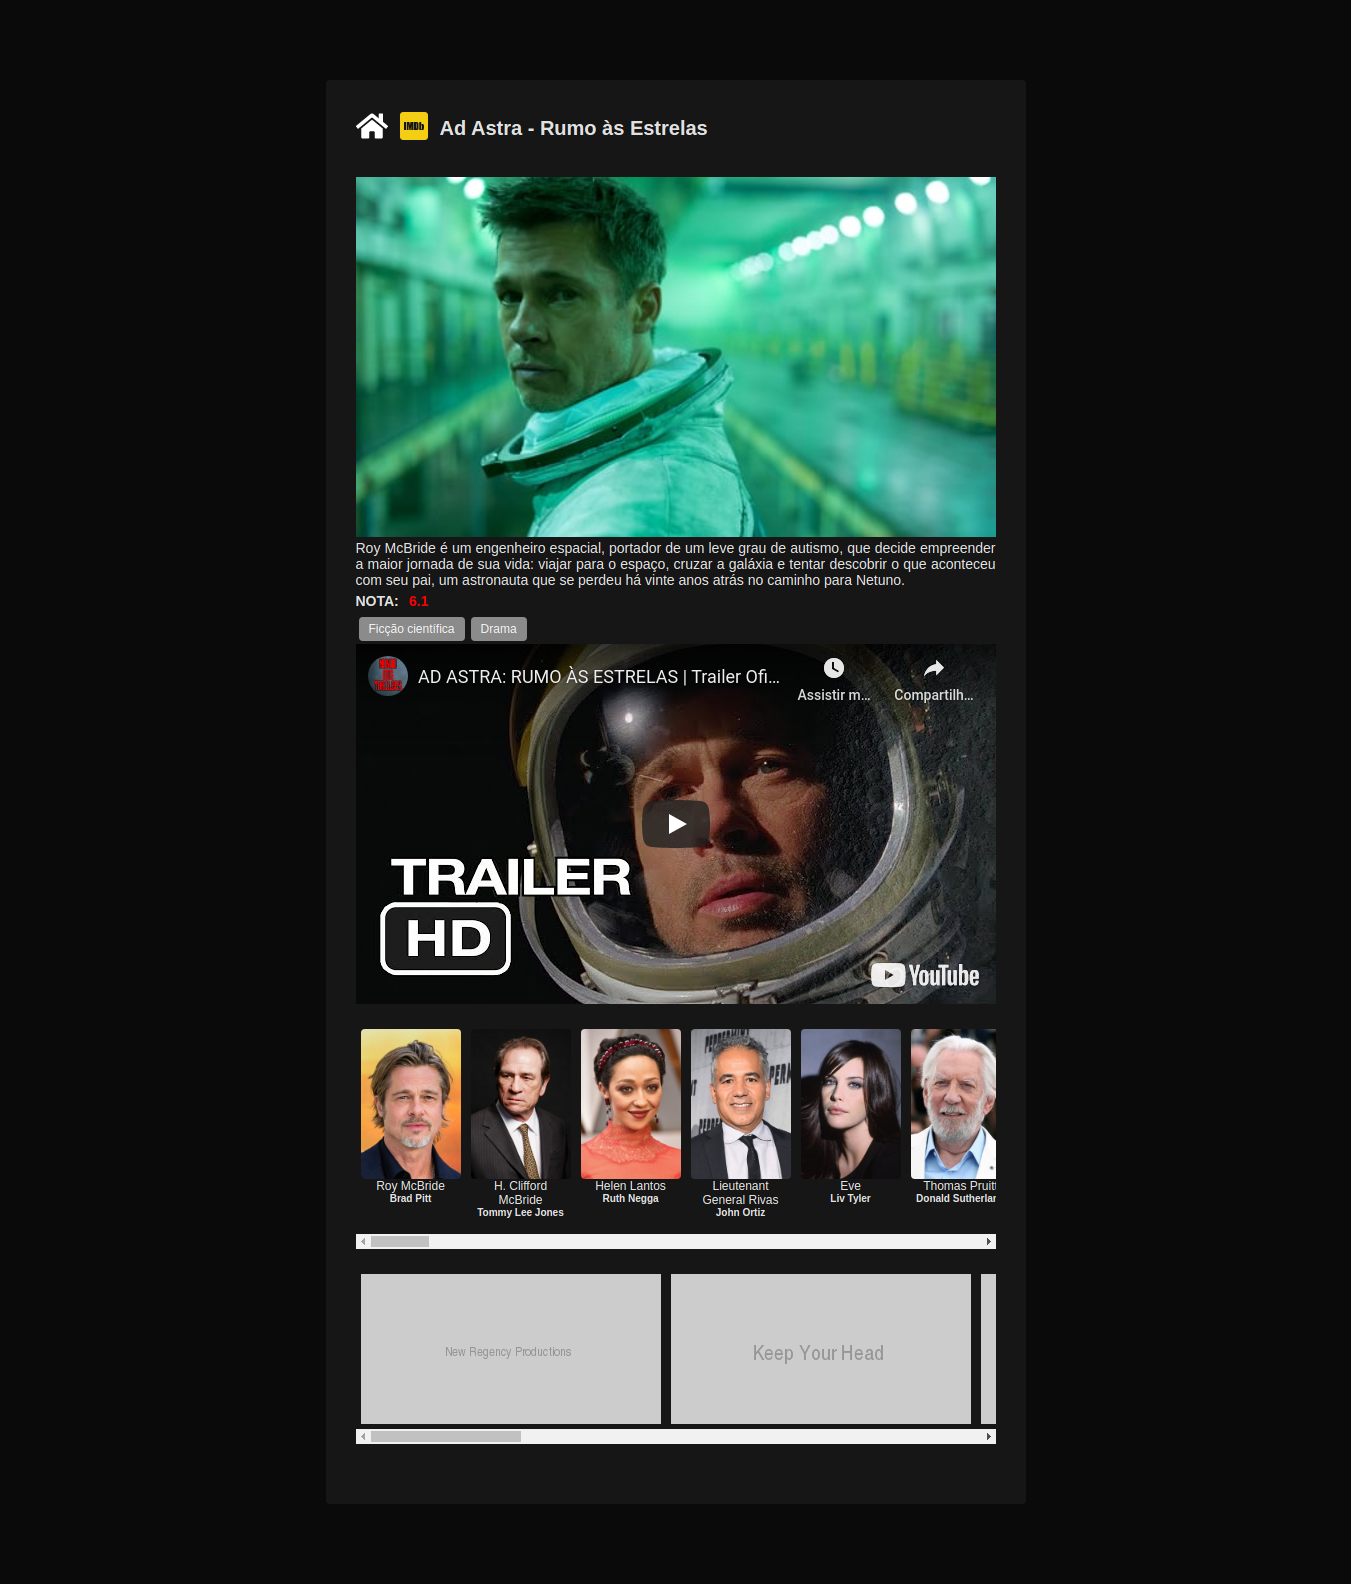 IMDb Ad Astra - Rumo às Estrelas
Roy McBride é um engenheiro espacial, portador de um leve grau de autismo, que decide empreender
a maior jornada de sua vida: viajar para o espaço, cruzar a galáxia e tentar descobrir o que aconteceu
com seu pai, um astronauta que se perdeu há vinte anos atrás no caminho para Netuno.
NOTA: 6.1
Ficção científica Drama
AD ASTRA: RUMO ÀS ESTRELAS | Trailer Ofi...
Assistir m... Compartilh...
TRAILER
HD
YouTube
Roy McBride
Brad Pitt
H. Clifford
McBride
Tommy Lee Jones
Helen Lantos
Ruth Negga
Lieutenant
General Rivas
John Ortiz
Eve
Liv Tyler
Thomas Pruitt
Donald Sutherlan
New Regency Productions
Keep Your Head